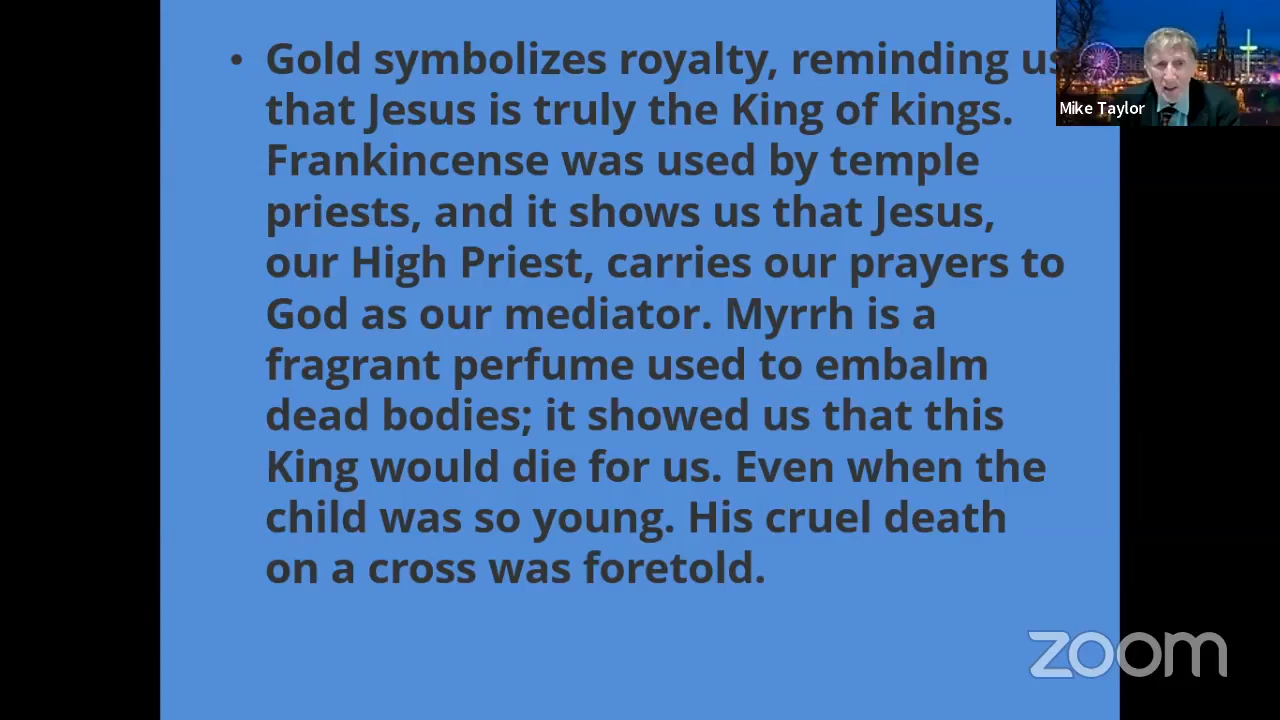 • Gold symbolizes royalty, reminding us
that Jesus is truly the King of kings.
Frankincense was used by temple
priests, and it shows us that Jesus,
our High Priest, carries our prayers to
God as our mediator. Myrrh is a
fragrant perfume used to embalm
dead bodies; it showed us that this
King would die for us. Even when the
child was so young. His cruel death
on a cross was foretold.
Mike Taylor
zoom